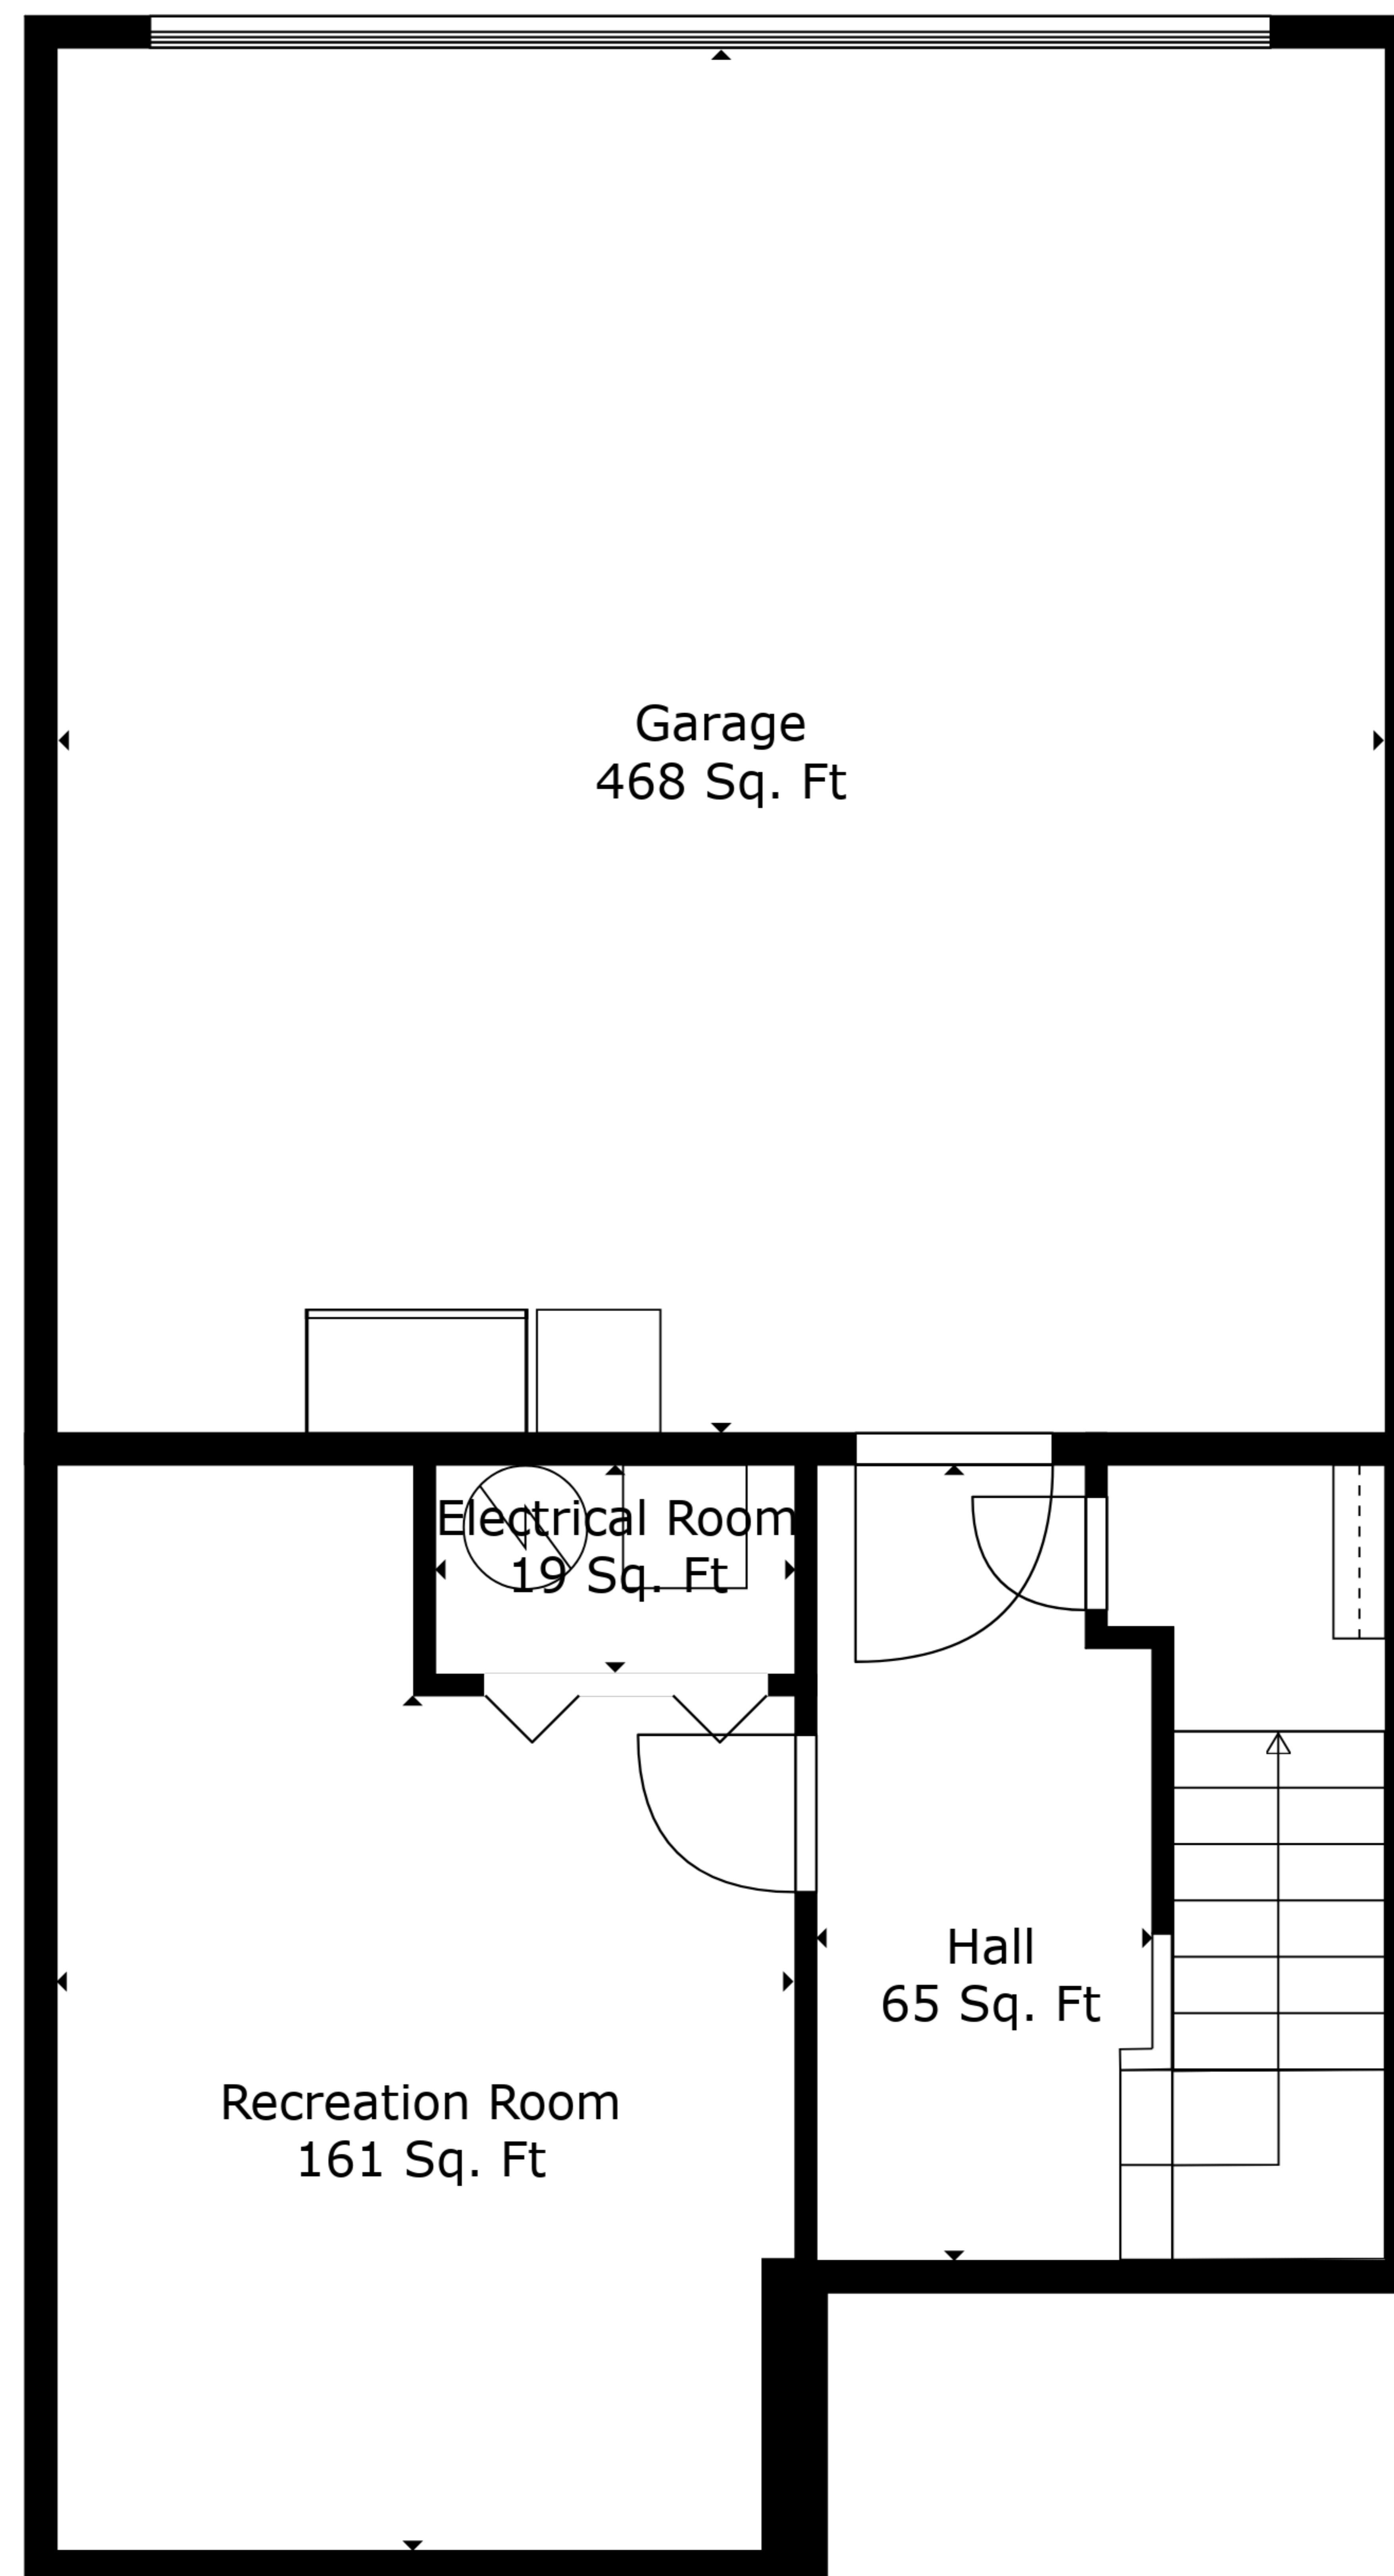 Garage
468 Sq. Ft
Electrical Room
19 Sq. Ft
Hall
65 Sq. Ft
Recreation Room
161 Sq. Ft